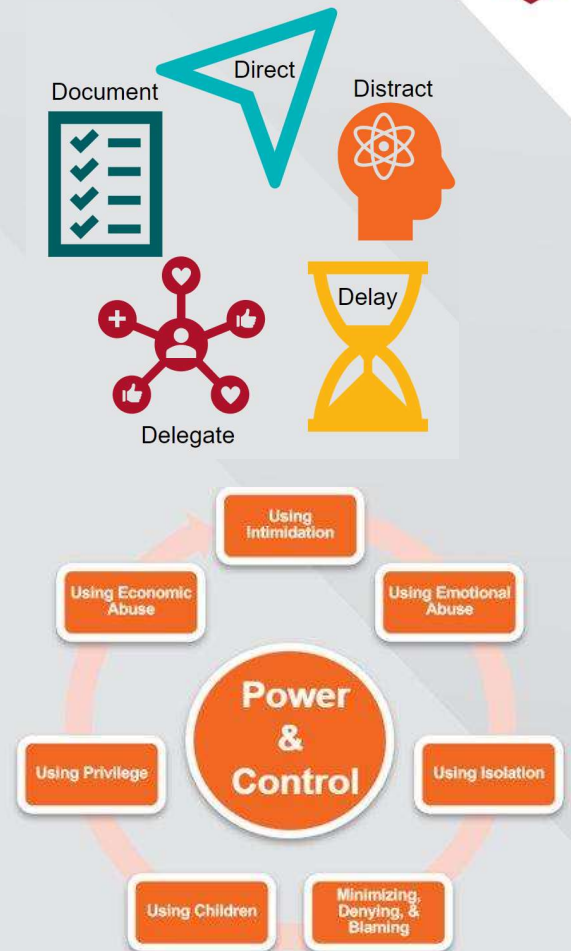 Direct
Document
Distract
Delay
Delegate
Using
Intimidation
Using Economic
Abuse
Using Emotional
Abuse
Power
&
Control
Using Privilege
Using Isolation
Using Children
Minimizing,
Denying, &
Blaming